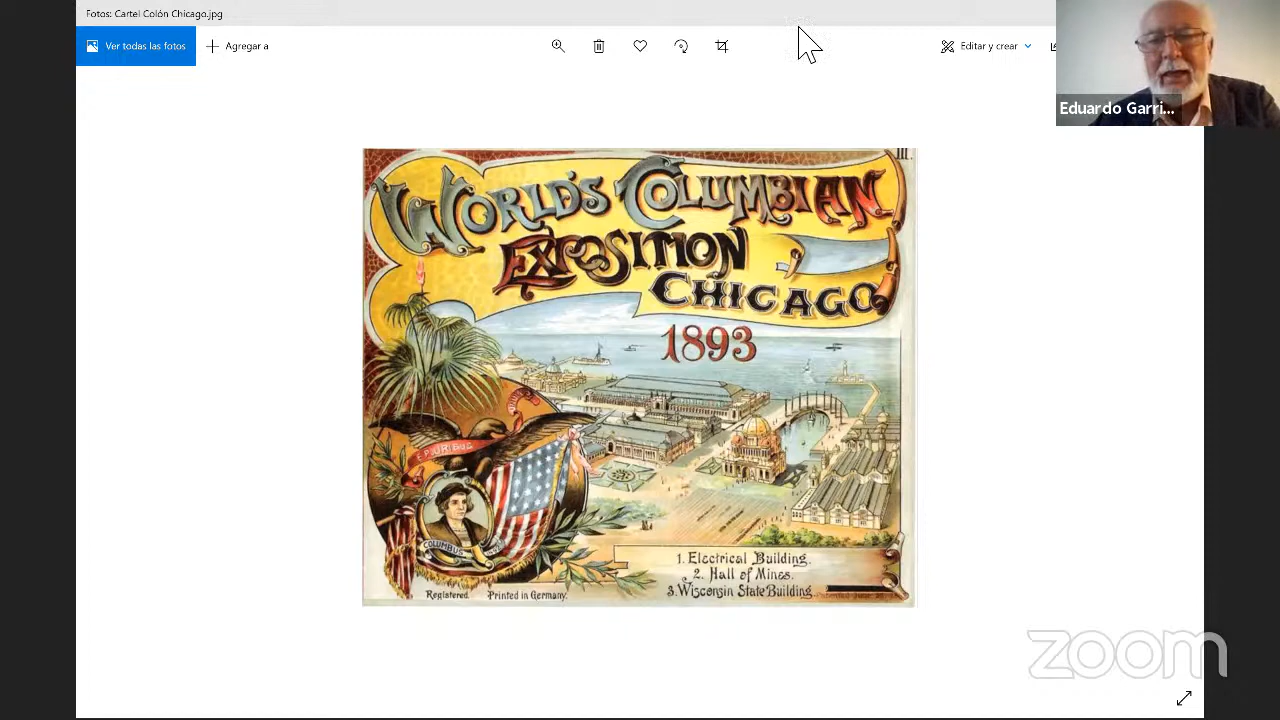 Fotos: Cartel Colón Chicago.jpg
Ver todas las fotos
Agregar a
Editar y crear
Eduardo Garri...
III.
WORLD'S COLUMBIAN
EXPOSITION
CHICAGO
1893
E PLURIBUS
COLUMBUS
1. Electrical Building.
2. Hall of Mines.
3. Wisconsin State Building.
Registered. Printed in Germany.
zoom